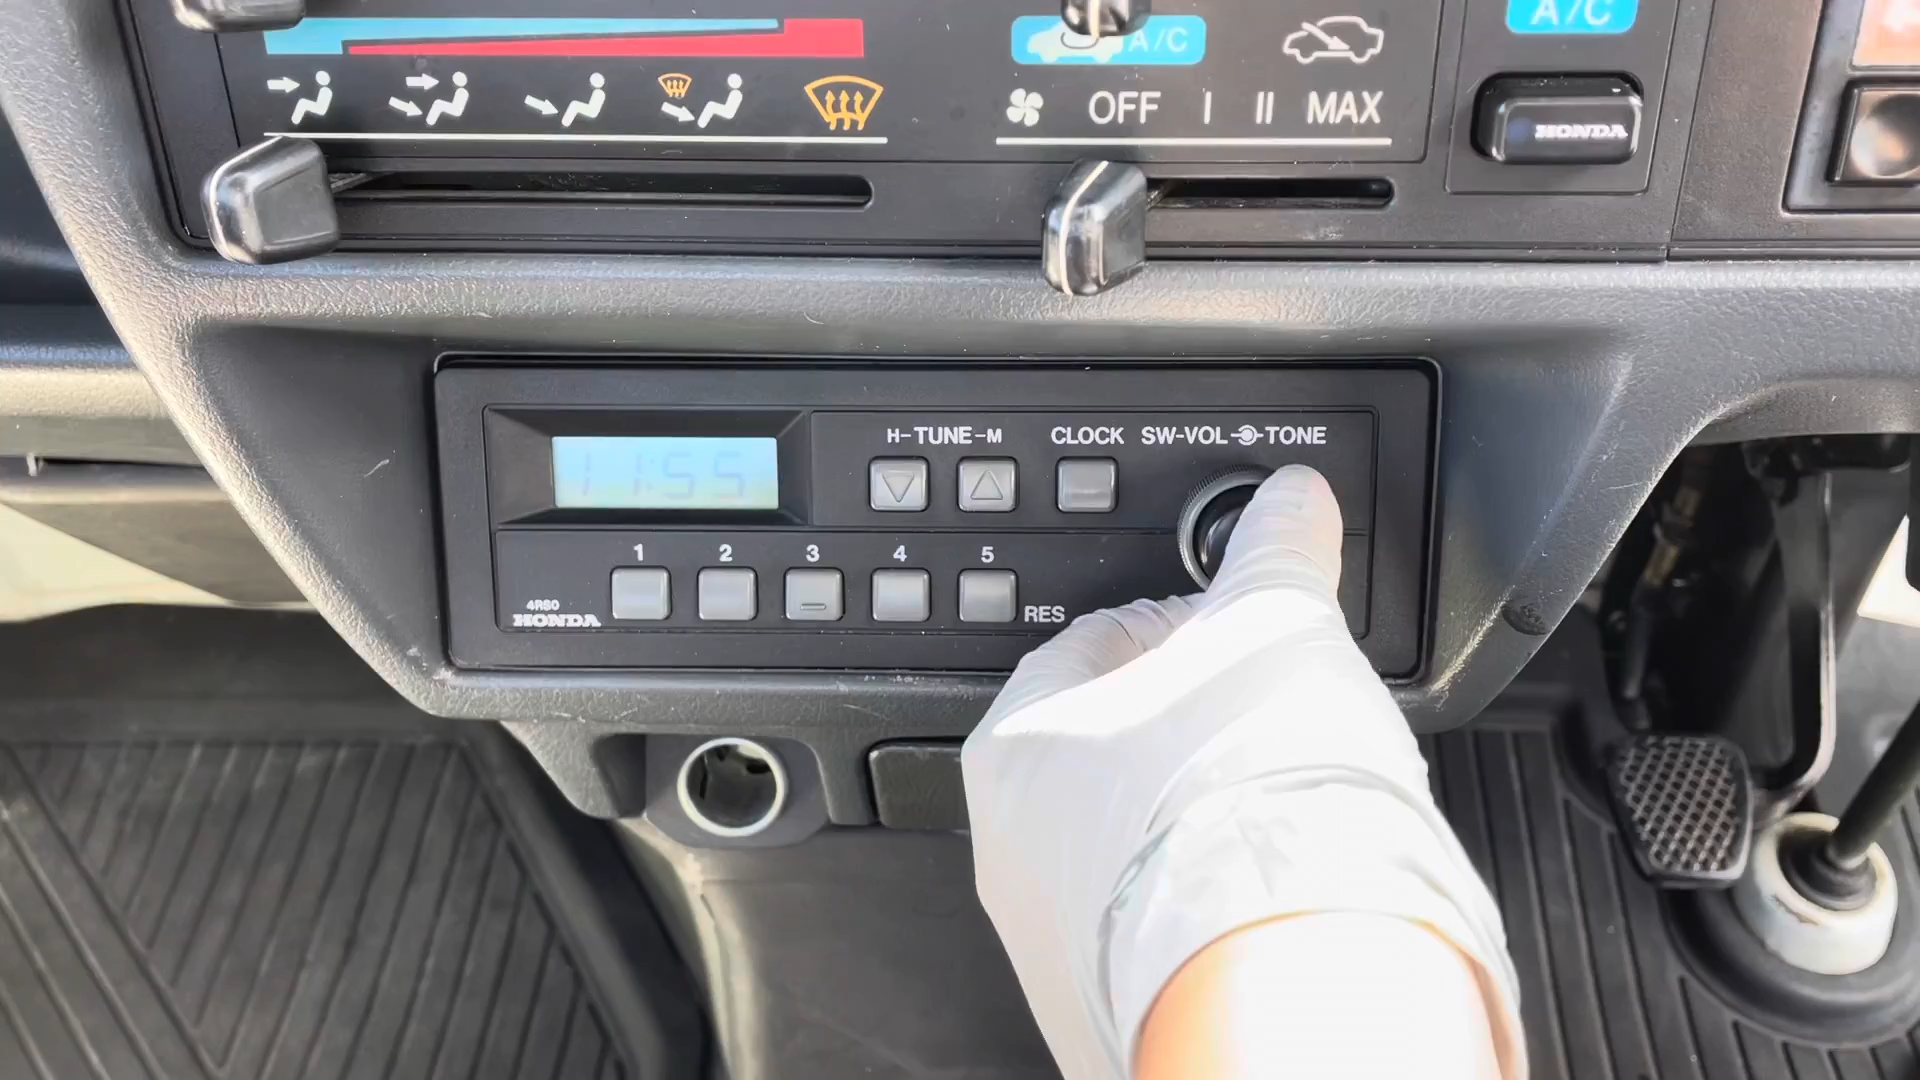 A/C
A/C
OFF I II MAX
HONDA
H-TUNE-M CLOCK SW-VOL TONE
11:55
1 2 3 4 5
4RS0
HONDA
RES